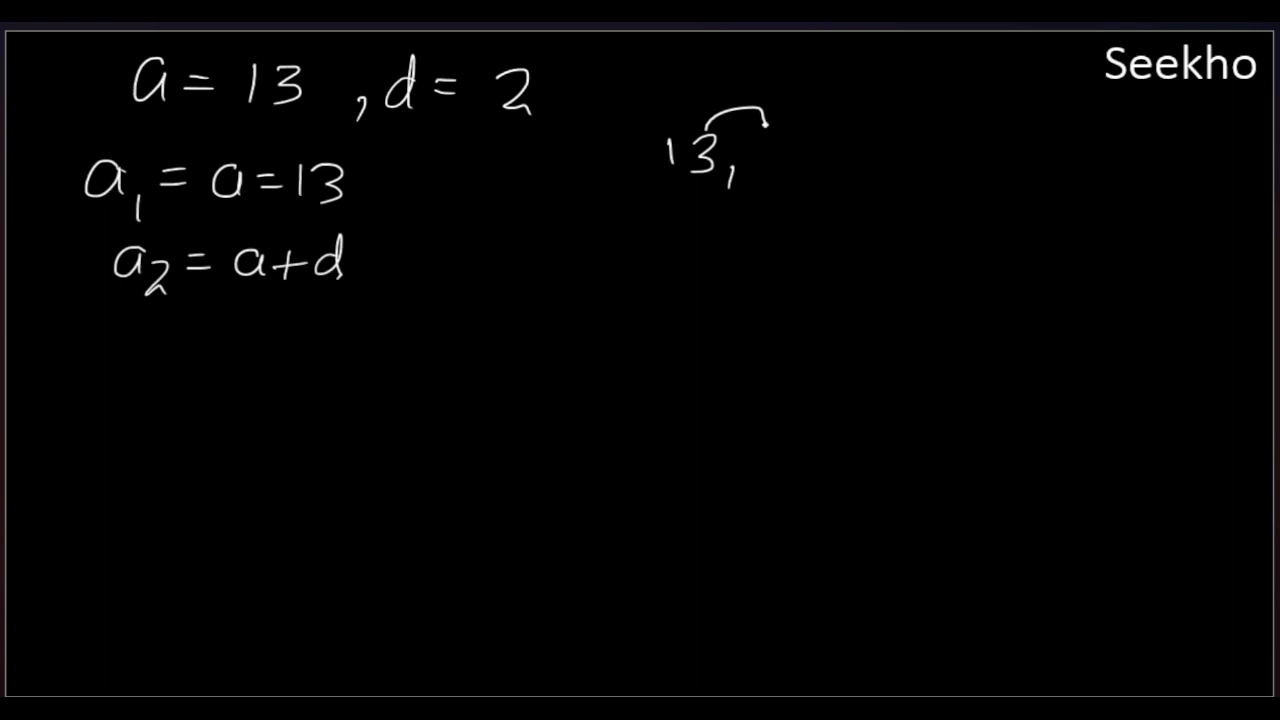 Seekho
a = 13 , d = 2
13,
a₁ = a = 13
a₂ = a + d